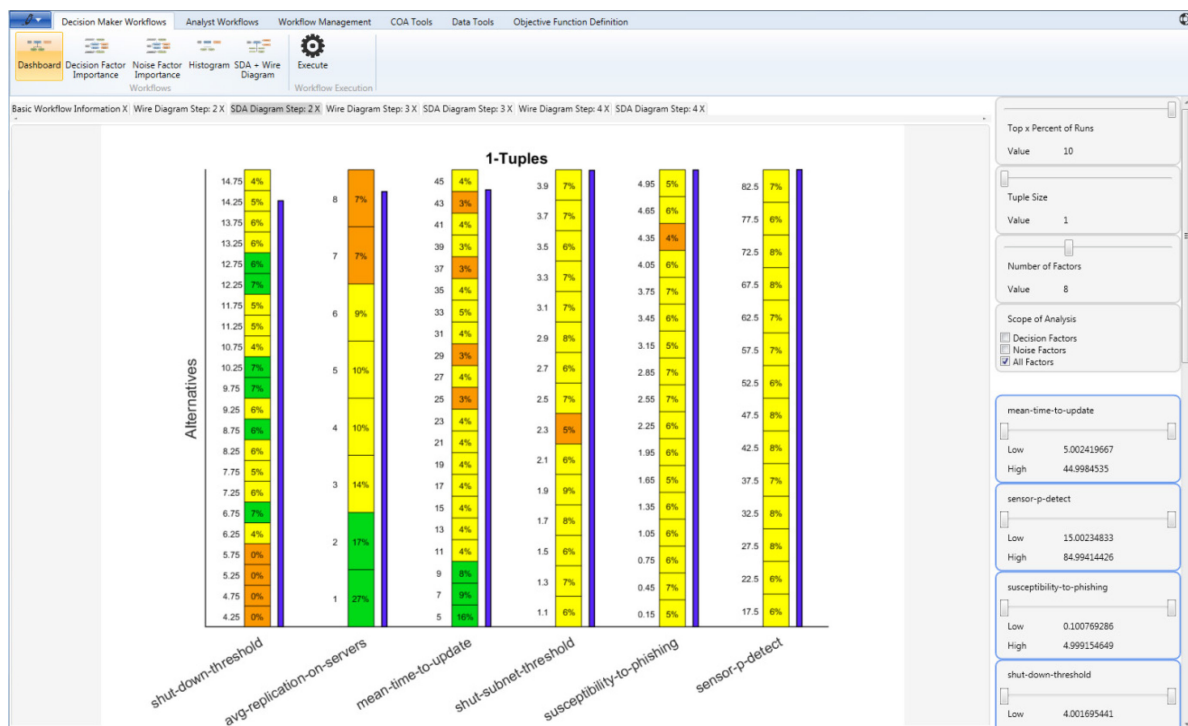 Decision Maker Workflows Analyst Workflows Workflow Management COA Tools Data Tools Objective Function Definition
Dashboard Decision Factor Importance Noise Factor Importance Histogram SDA + Wire Diagram Execute
Workflows Workflow Execution
Basic Workflow Information X Wire Diagram Step: 2 X SDA Diagram Step: 2 X Wire Diagram Step: 3 X SDA Diagram Step: 3 X Wire Diagram Step: 4 X SDA Diagram Step: 4 X
1-Tuples
Alternatives
14.75 4%
14.25 5%
13.75 6%
13.25 6%
12.75 6%
12.25 7%
11.75 5%
11.25 5%
10.75 4%
10.25 7%
9.75 7%
9.25 6%
8.75 6%
8.25 6%
7.75 5%
7.25 6%
6.75 7%
6.25 4%
5.75 0%
5.25 0%
4.75 0%
4.25 0%
shut-down-threshold
8 7%
7 7%
6 9%
5 10%
4 10%
3 14%
2 17%
1 27%
avg-replication-on-servers
45 4%
43 3%
41 4%
39 3%
37 3%
35 4%
33 5%
31 4%
29 3%
27 4%
25 3%
23 4%
21 4%
19 4%
17 4%
15 4%
13 4%
11 4%
9 8%
7 9%
5 16%
mean-time-to-update
3.9 7%
3.7 7%
3.5 6%
3.3 7%
3.1 7%
2.9 8%
2.7 6%
2.5 7%
2.3 5%
2.1 6%
1.9 9%
1.7 8%
1.5 6%
1.3 7%
1.1 6%
shut-subnet-threshold
4.95 5%
4.65 6%
4.35 4%
4.05 6%
3.75 7%
3.45 6%
3.15 5%
2.85 7%
2.55 7%
2.25 6%
1.95 6%
1.65 5%
1.35 6%
1.05 6%
0.75 6%
0.45 7%
0.15 5%
susceptibility-to-phishing
82.5 7%
77.5 6%
72.5 8%
67.5 8%
62.5 7%
57.5 7%
52.5 6%
47.5 8%
42.5 8%
37.5 7%
32.5 8%
27.5 8%
22.5 6%
17.5 6%
sensor-p-detect
Top x Percent of Runs
Value 10
Tuple Size
Value 1
Number of Factors
Value 8
Scope of Analysis
Decision Factors
Noise Factors
All Factors
mean-time-to-update
Low 5.002419667
High 44.9984535
sensor-p-detect
Low 15.00234833
High 84.99414426
susceptibility-to-phishing
Low 0.100769286
High 4.999154649
shut-down-threshold
Low 4.001695441